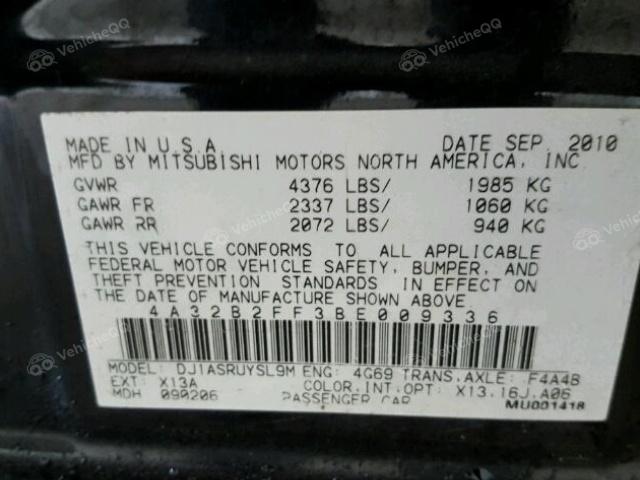 MADE IN U.S.A. DATE SEP. 2010
MFD BY MITSUBISHI MOTORS NORTH AMERICA, INC
GVWR 4376 LBS/ 1985 KG
GAWR FR 2337 LBS/ 1060 KG
GAWR RR 2072 LBS/ 940 KG
THIS VEHICLE CONFORMS TO ALL APPLICABLE
FEDERAL MOTOR VEHICLE SAFETY, BUMPER, AND
THEFT PREVENTION STANDARDS IN EFFECT ON
THE DATE OF MANUFACTURE SHOWN ABOVE.
4A32B2FF3BE009336
MODEL: DJ1ASRUYSL9M ENG: 4G69 TRANS.AXLE: F4A4B
EXT: X13A COLOR.INT.OPT: X13.16J.A06
MDH 090206 PASSENGER CAR
MU001418
VehicleQQ